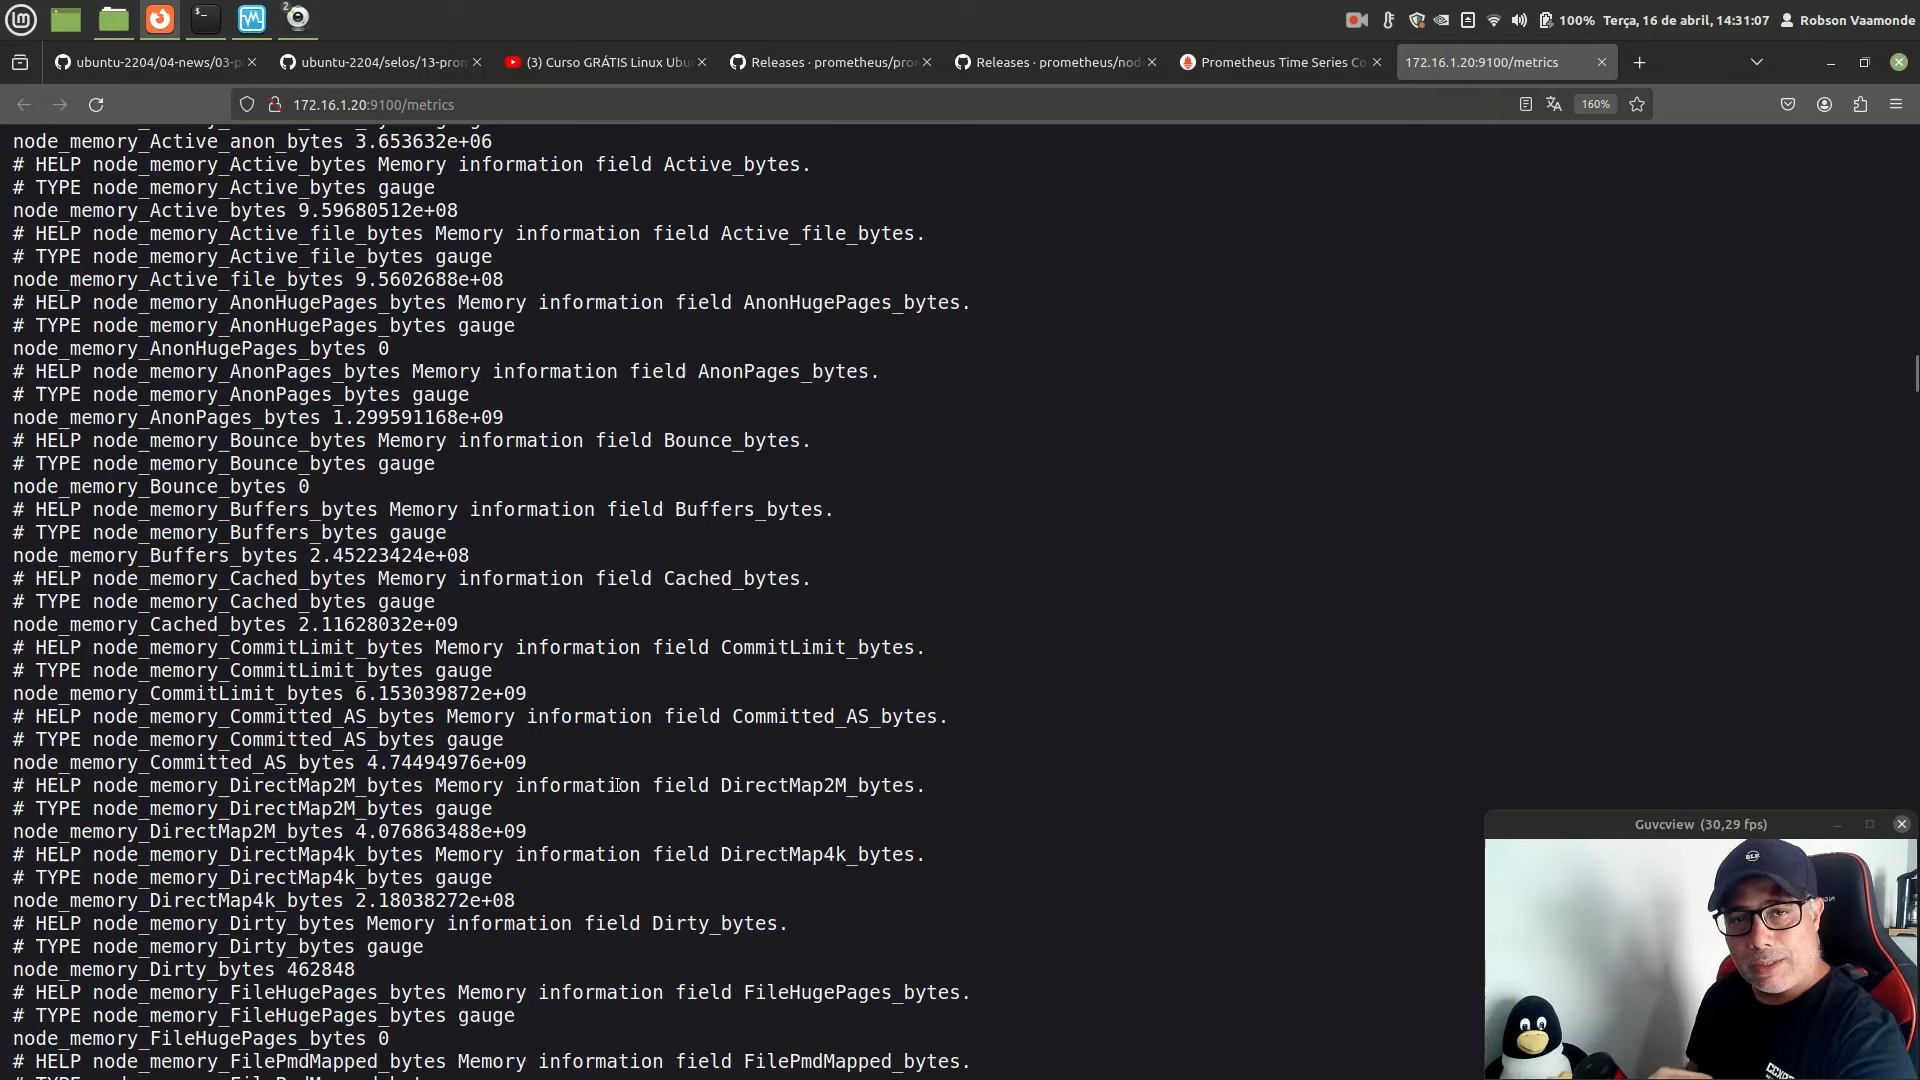 2
100% Terça, 16 de abril, 14:31:07 Robson Vaamonde
ubuntu-2204/04-news/03-p
ubuntu-2204/selos/13-pron
(3) Curso GRÁTIS Linux Ubu
Releases · prometheus/pro
Releases · prometheus/nod
Prometheus Time Series Co
172.16.1.20:9100/metrics
172.16.1.20:9100/metrics
160%
node_memory_Active_anon_bytes 3.653632e+06
# HELP node_memory_Active_bytes Memory information field Active_bytes.
# TYPE node_memory_Active_bytes gauge
node_memory_Active_bytes 9.59680512e+08
# HELP node_memory_Active_file_bytes Memory information field Active_file_bytes.
# TYPE node_memory_Active_file_bytes gauge
node_memory_Active_file_bytes 9.5602688e+08
# HELP node_memory_AnonHugePages_bytes Memory information field AnonHugePages_bytes.
# TYPE node_memory_AnonHugePages_bytes gauge
node_memory_AnonHugePages_bytes 0
# HELP node_memory_AnonPages_bytes Memory information field AnonPages_bytes.
# TYPE node_memory_AnonPages_bytes gauge
node_memory_AnonPages_bytes 1.299591168e+09
# HELP node_memory_Bounce_bytes Memory information field Bounce_bytes.
# TYPE node_memory_Bounce_bytes gauge
node_memory_Bounce_bytes 0
# HELP node_memory_Buffers_bytes Memory information field Buffers_bytes.
# TYPE node_memory_Buffers_bytes gauge
node_memory_Buffers_bytes 2.45223424e+08
# HELP node_memory_Cached_bytes Memory information field Cached_bytes.
# TYPE node_memory_Cached_bytes gauge
node_memory_Cached_bytes 2.11628032e+09
# HELP node_memory_CommitLimit_bytes Memory information field CommitLimit_bytes.
# TYPE node_memory_CommitLimit_bytes gauge
node_memory_CommitLimit_bytes 6.153039872e+09
# HELP node_memory_Committed_AS_bytes Memory information field Committed_AS_bytes.
# TYPE node_memory_Committed_AS_bytes gauge
node_memory_Committed_AS_bytes 4.74494976e+09
# HELP node_memory_DirectMap2M_bytes Memory information field DirectMap2M_bytes.
# TYPE node_memory_DirectMap2M_bytes gauge
node_memory_DirectMap2M_bytes 4.076863488e+09
# HELP node_memory_DirectMap4k_bytes Memory information field DirectMap4k_bytes.
# TYPE node_memory_DirectMap4k_bytes gauge
node_memory_DirectMap4k_bytes 2.18038272e+08
# HELP node_memory_Dirty_bytes Memory information field Dirty_bytes.
# TYPE node_memory_Dirty_bytes gauge
node_memory_Dirty_bytes 462848
# HELP node_memory_FileHugePages_bytes Memory information field FileHugePages_bytes.
# TYPE node_memory_FileHugePages_bytes gauge
node_memory_FileHugePages_bytes 0
# HELP node_memory_FilePmdMapped_bytes Memory information field FilePmdMapped_bytes.
Guvcview (30,29 fps)